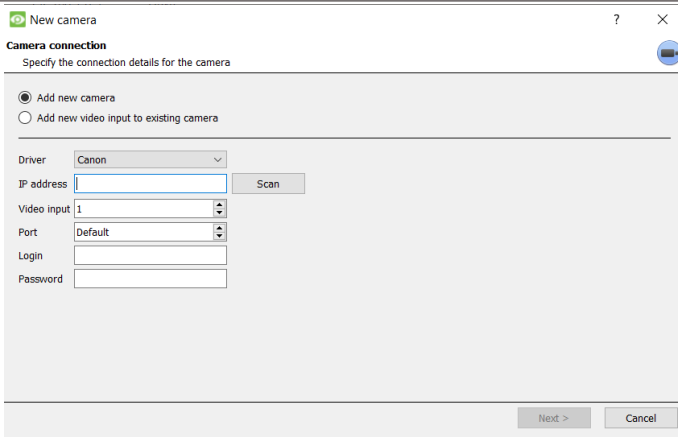 New camera
Camera connection
Specify the connection details for the camera
Add new camera
Add new video input to existing camera
Driver Canon
IP address Scan
Video input 1
Port Default
Login
Password
Next > Cancel